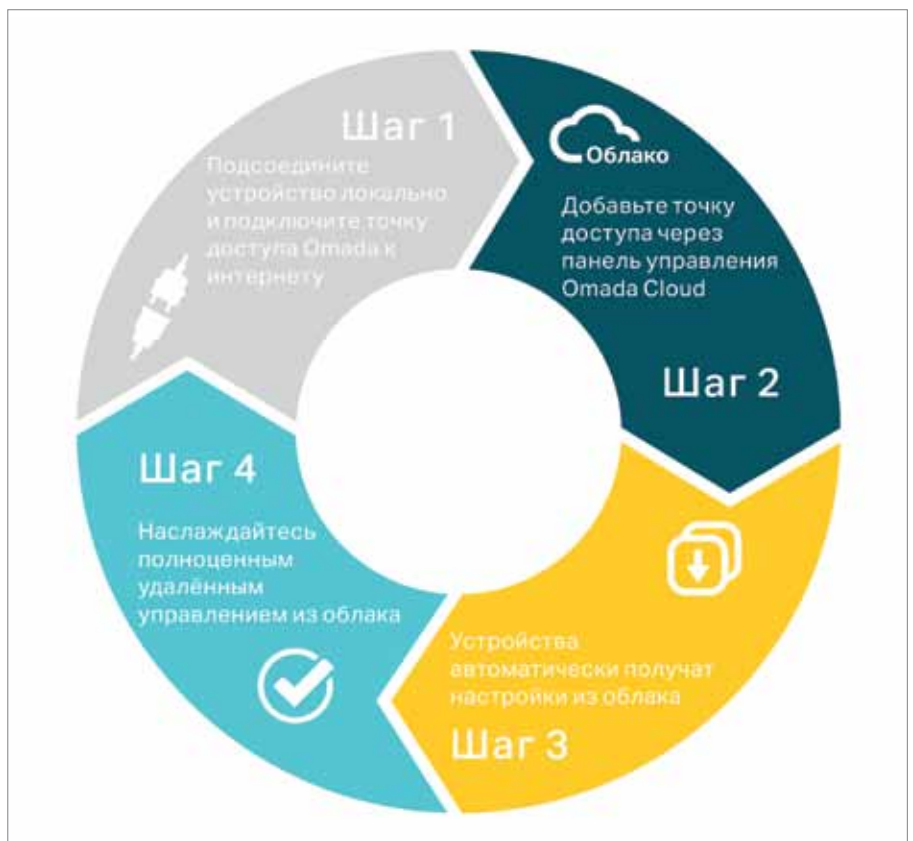 Шаг 1
Подсоедините
устройство локально
и подключите точку
доступа Omada к
интернету
Облако
Добавьте точку
доступа через
панель управления
Omada Cloud
Шаг 2
Устройства
автоматически получат
настройки из облака
Шаг 3
Шаг 4
Наслаждайтесь
полноценным
удалённым
управлением из облака